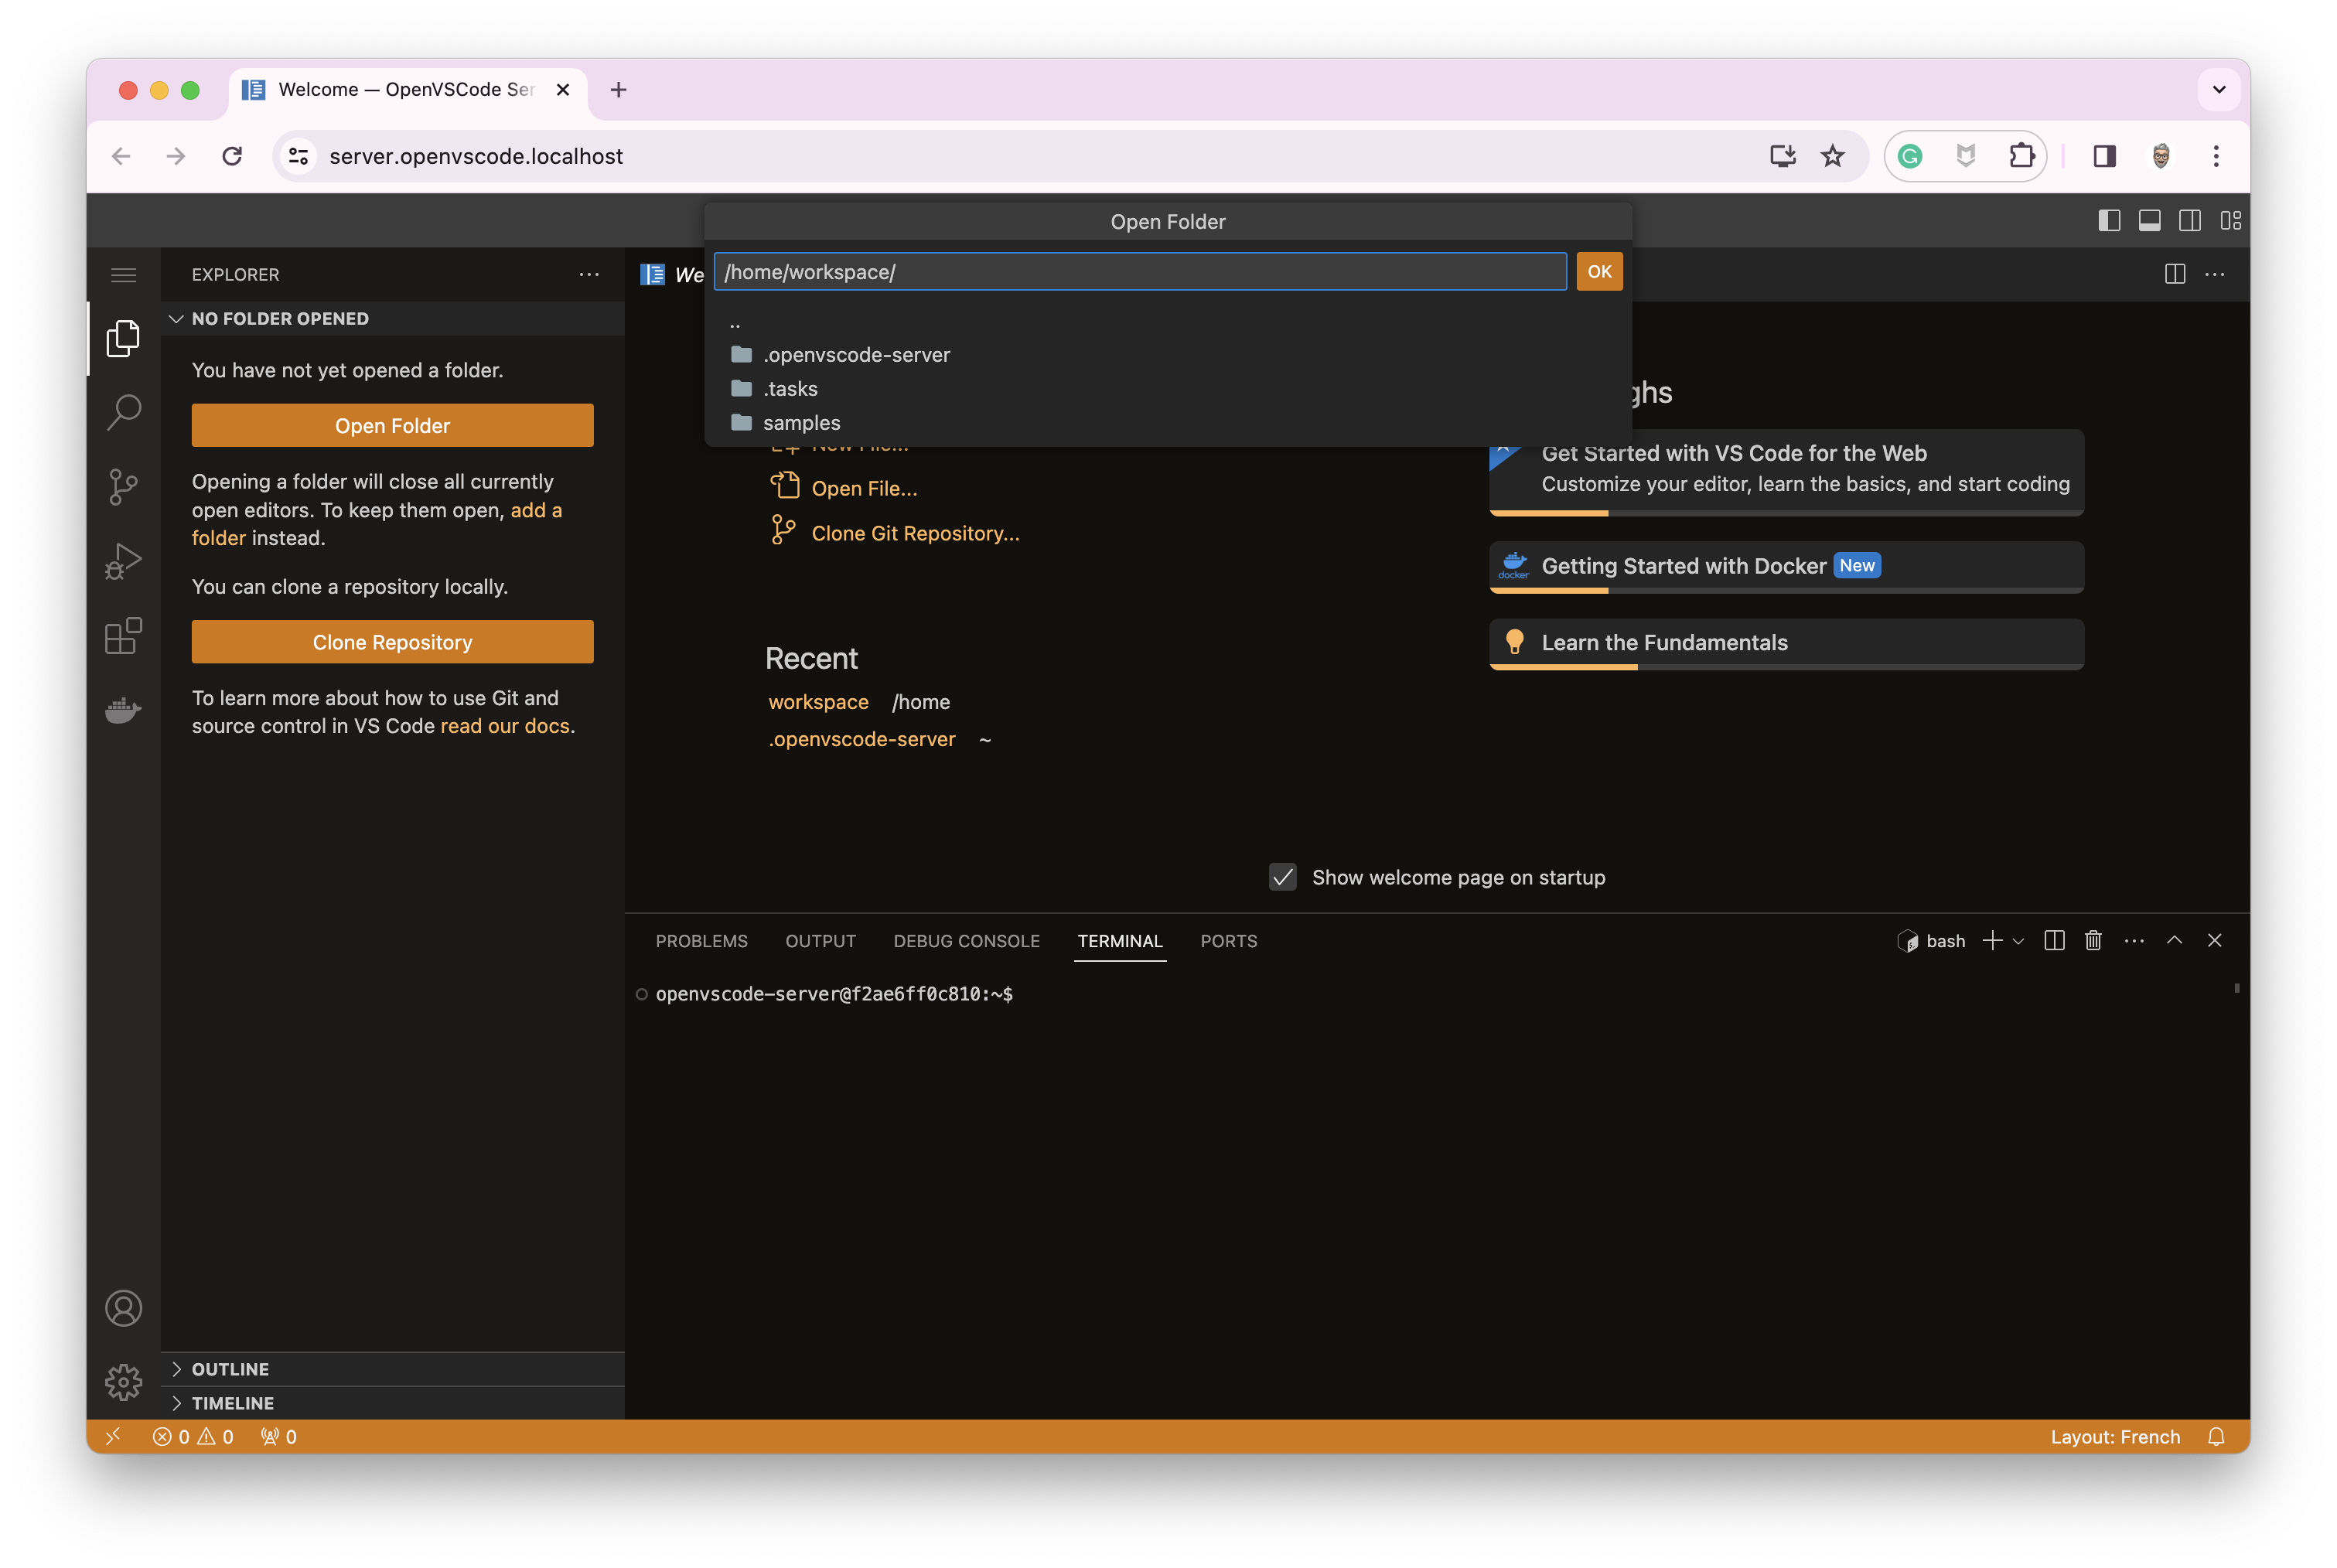 Welcome — OpenVSCode Ser
server.openvscode.localhost
Open Folder
/home/workspace/
OK
..
.openvscode-server
.tasks
samples
EXPLORER
NO FOLDER OPENED
You have not yet opened a folder.
Open Folder
Opening a folder will close all currently
open editors. To keep them open, add a
folder instead.
You can clone a repository locally.
Clone Repository
To learn more about how to use Git and
source control in VS Code read our docs.
OUTLINE
TIMELINE
We
New File...
Open File...
Clone Git Repository...
Recent
workspace /home
.openvscode-server ~
ghs
Get Started with VS Code for the Web
Customize your editor, learn the basics, and start coding
docker
Getting Started with Docker New
Learn the Fundamentals
Show welcome page on startup
PROBLEMS OUTPUT DEBUG CONSOLE TERMINAL PORTS
bash
openvscode-server@f2ae6ff0c810:~$
0 0 0
Layout: French